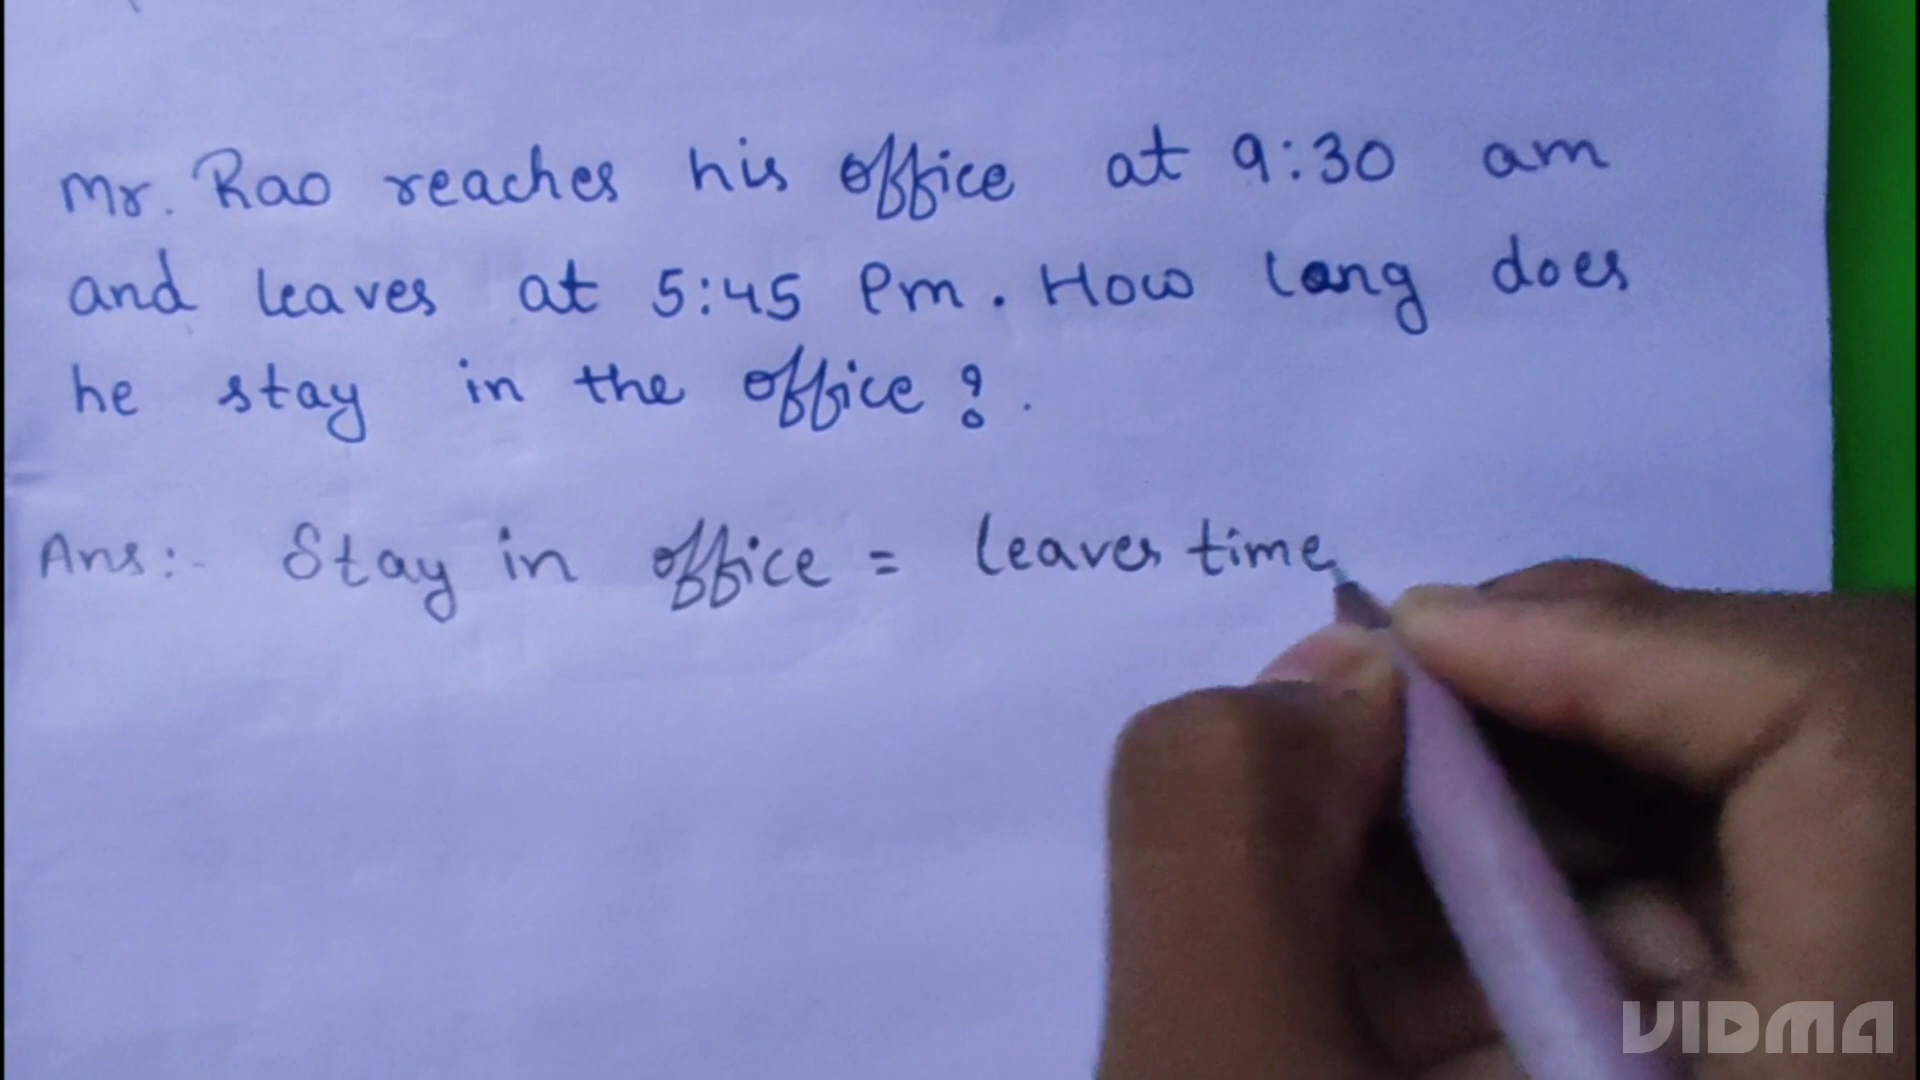 Mr. Rao reaches his office at 9:30 am
and leaves at 5:45 Pm. How long does
he stay in the office ? .
Ans:- Stay in office = leaves time
VIDMA